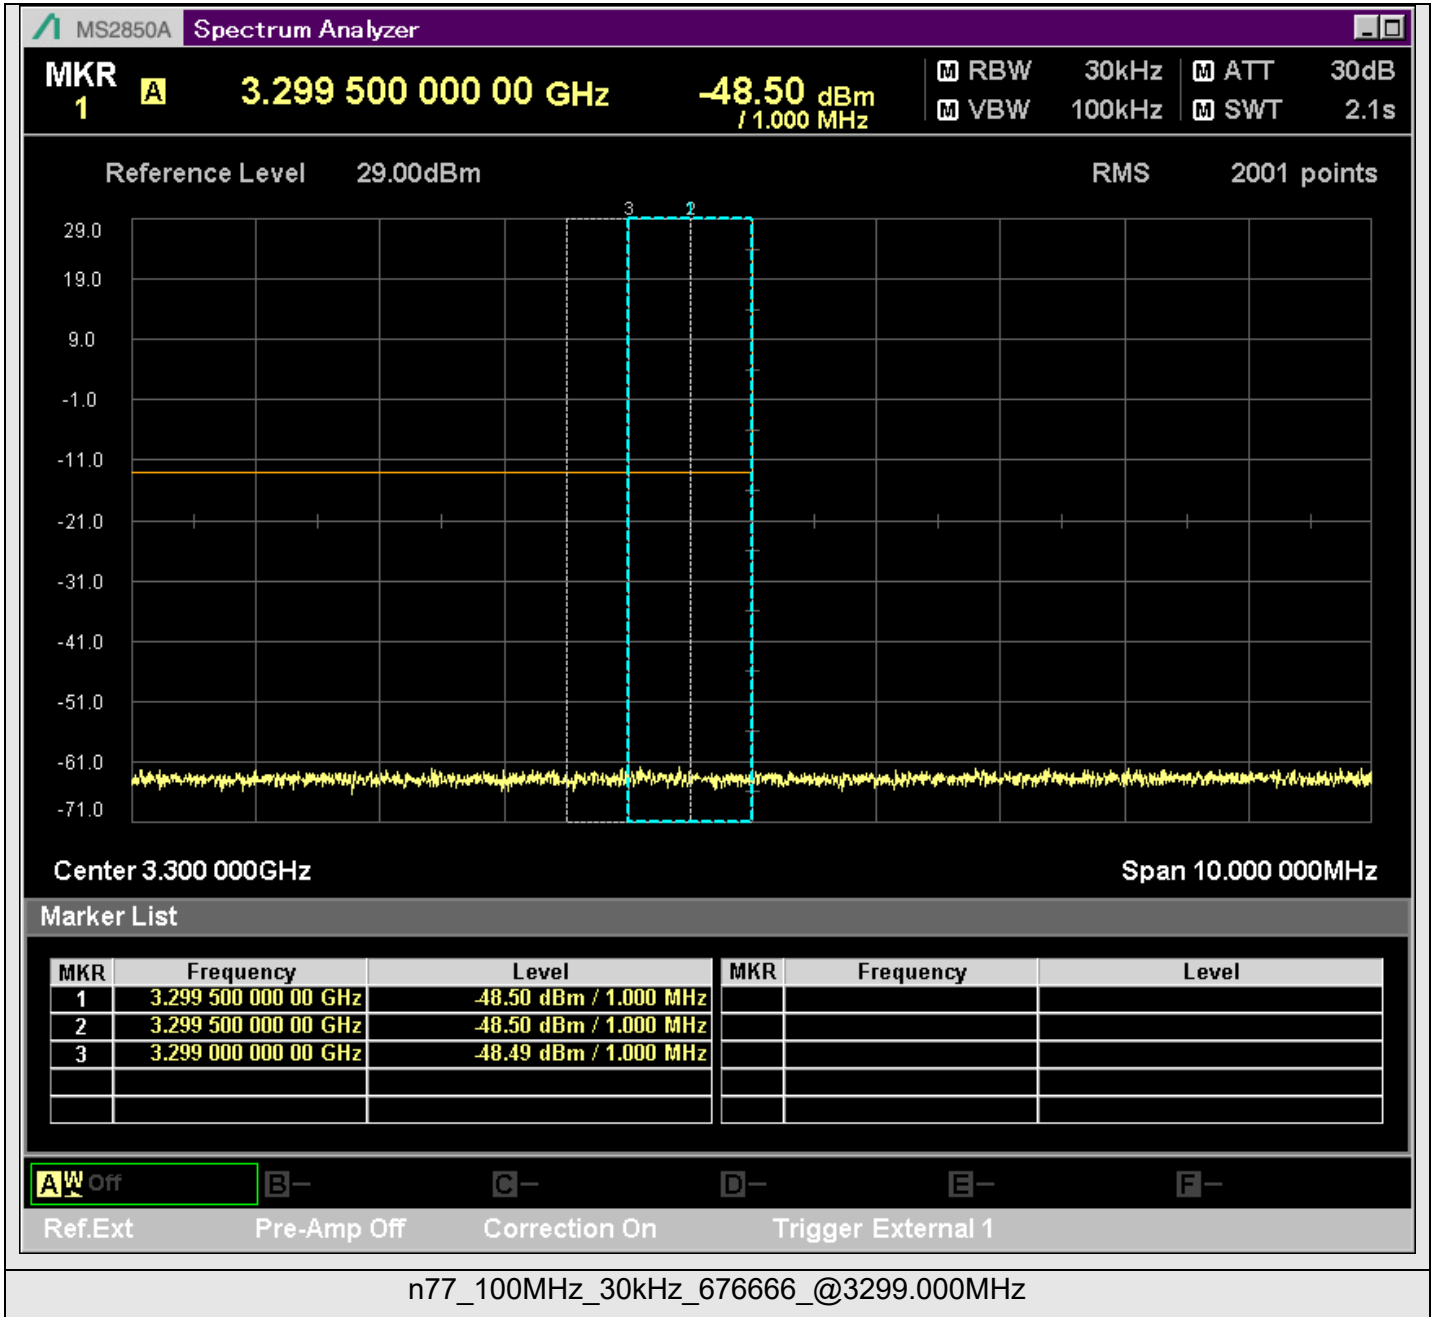 MS2850A Spectrum Analyzer
MKR 1 A 3.299 500 000 00 GHz -48.50 dBm / 1.000 MHz
M RBW 30kHz M ATT 30dB
M VBW 100kHz M SWT 2.1s
Reference Level 29.00dBm RMS 2001 points
3 2
29.0
19.0
9.0
-1.0
-11.0
-21.0
-31.0
-41.0
-51.0
-61.0
-71.0
Center 3.300 000GHz Span 10.000 000MHz
Marker List
MKR Frequency Level MKR Frequency Level
1 3.299 500 000 00 GHz -48.50 dBm / 1.000 MHz
2 3.299 500 000 00 GHz -48.50 dBm / 1.000 MHz
3 3.299 000 000 00 GHz -48.49 dBm / 1.000 MHz
A W Off B - C - D - E - F -
Ref.Ext Pre-Amp Off Correction On Trigger External 1
n77_100MHz_30kHz_676666_@3299.000MHz